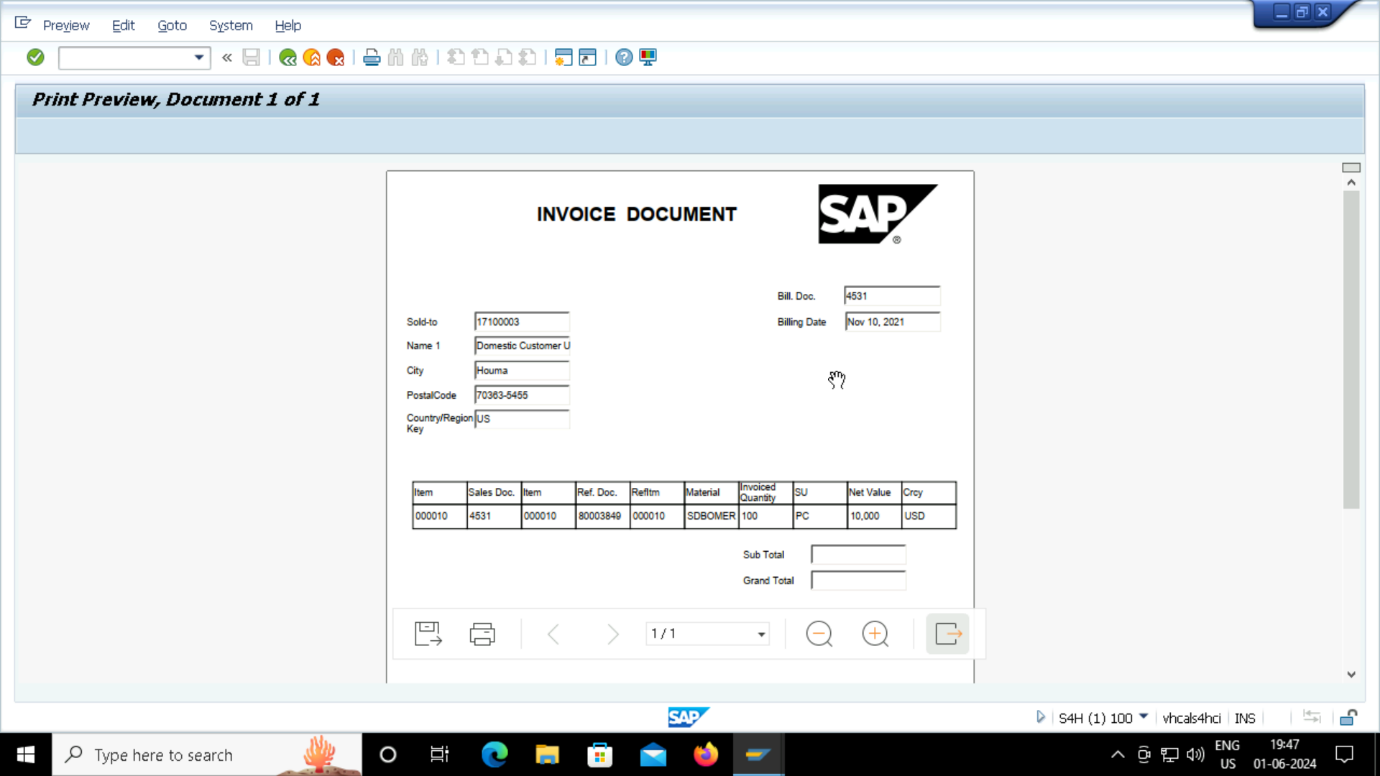 Preview Edit Goto System Help
Print Preview, Document 1 of 1
INVOICE DOCUMENT
SAP
®
Bill. Doc. 4531
Sold-to 17100003
Billing Date Nov 10, 2021
Name 1 Domestic Customer U
City Houma
PostalCode 70363-5455
Country/Region US
Key
Item Sales Doc. Item Ref. Doc. RefItm Material Invoiced Quantity SU Net Value Crcy
000010 4531 000010 80003849 000010 SDBOMER 100 PC 10,000 USD
Sub Total
Grand Total
1 / 1
SAP
S4H (1) 100 vhcals4hci INS
Type here to search
ENG
US
19:47
01-06-2024